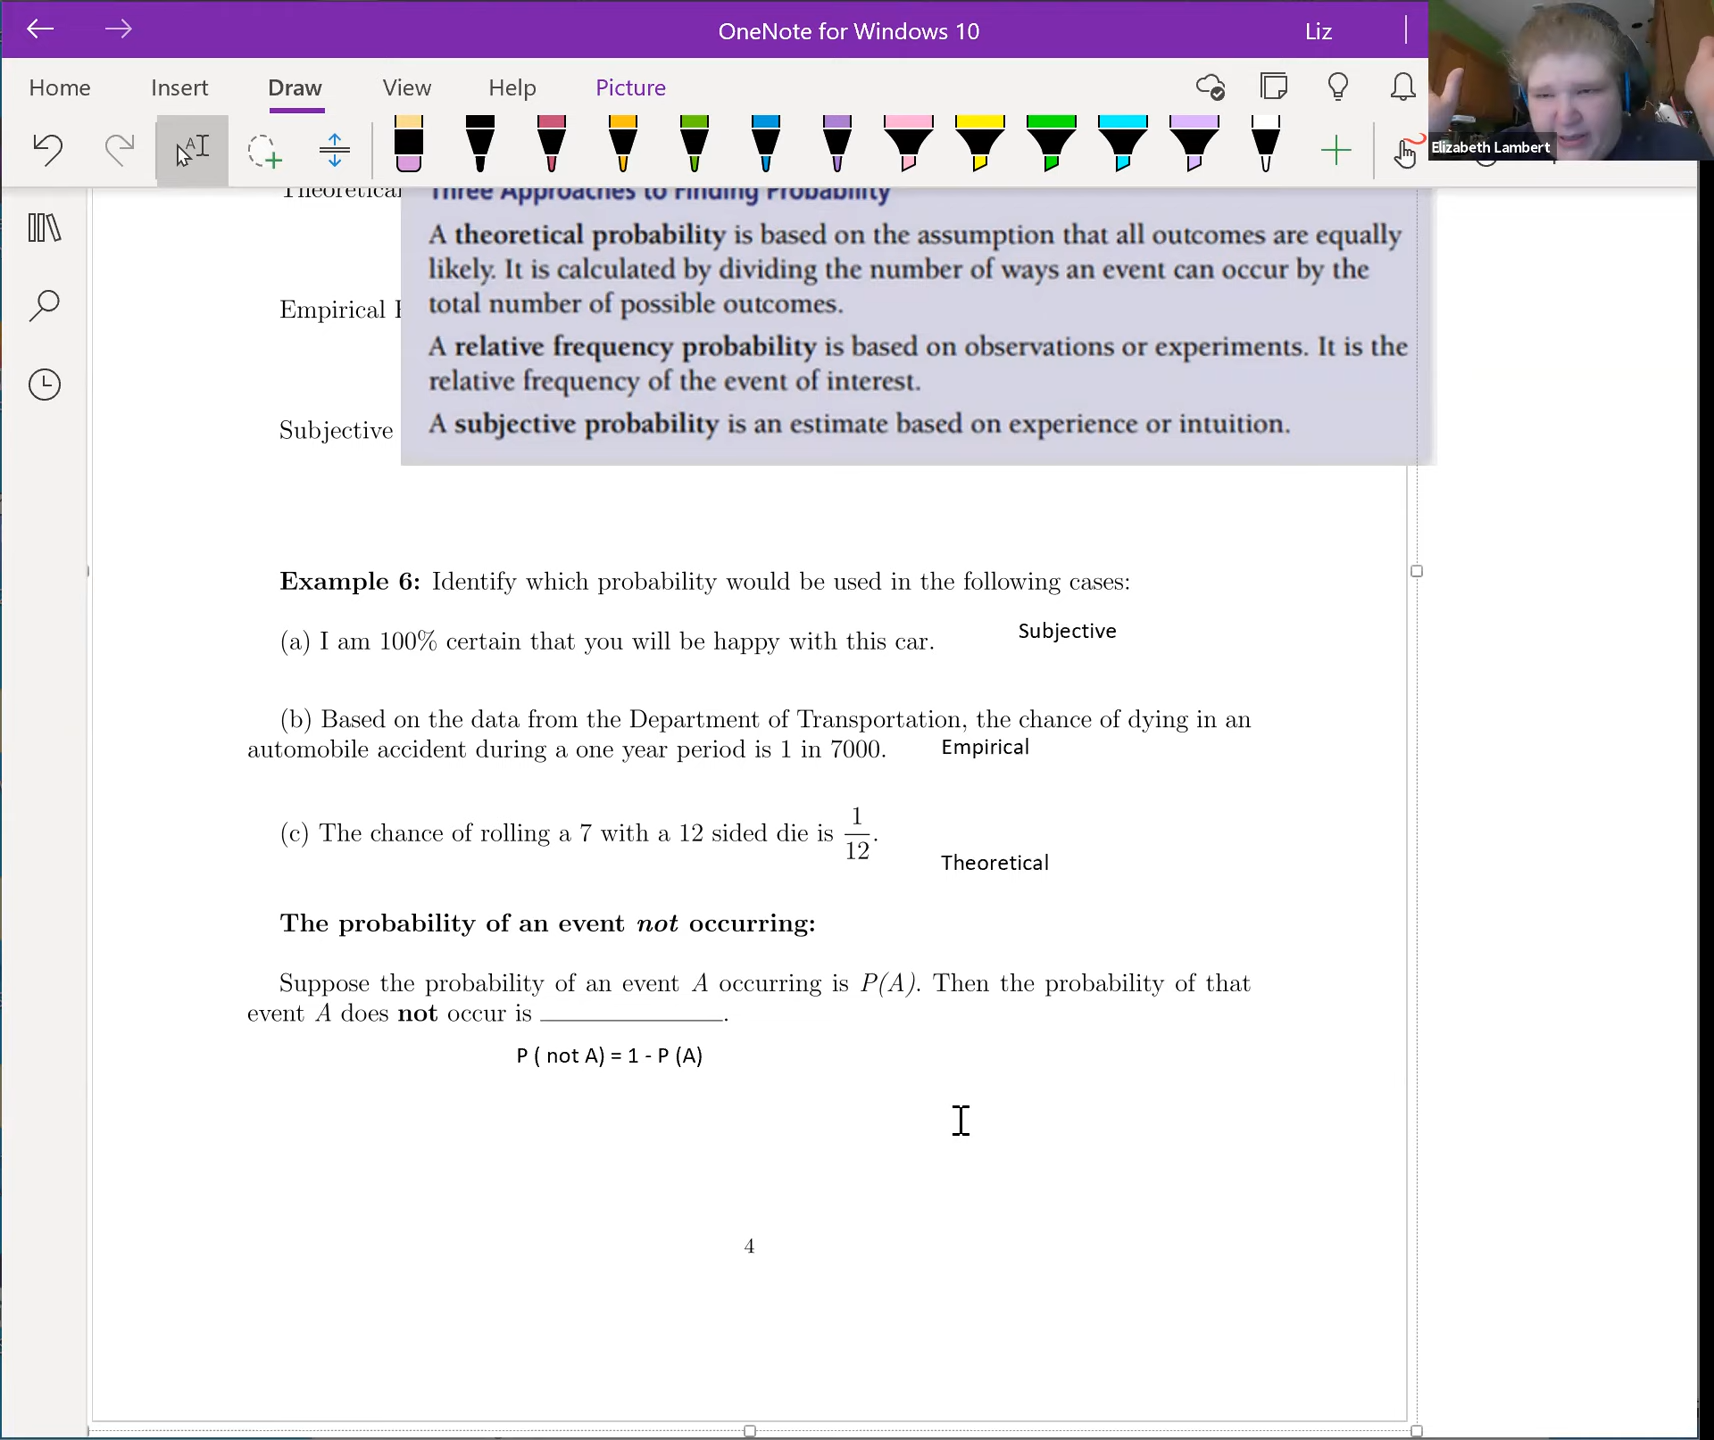 OneNote for Windows 10
Liz
Home Insert Draw View Help Picture
Elizabeth Lambert
Theoretical
Three Approaches to Finding Probability
A theoretical probability is based on the assumption that all outcomes are equally
likely. It is calculated by dividing the number of ways an event can occur by the
total number of possible outcomes.
Empirical
A relative frequency probability is based on observations or experiments. It is the
relative frequency of the event of interest.
Subjective
A subjective probability is an estimate based on experience or intuition.
Example 6: Identify which probability would be used in the following cases:
(a) I am 100% certain that you will be happy with this car.
Subjective
(b) Based on the data from the Department of Transportation, the chance of dying in an
automobile accident during a one year period is 1 in 7000.
Empirical
(c) The chance of rolling a 7 with a 12 sided die is 1/12.
Theoretical
The probability of an event not occurring:
Suppose the probability of an event A occurring is P(A). Then the probability of that
event A does not occur is ______________.
P ( not A) = 1 - P (A)
4